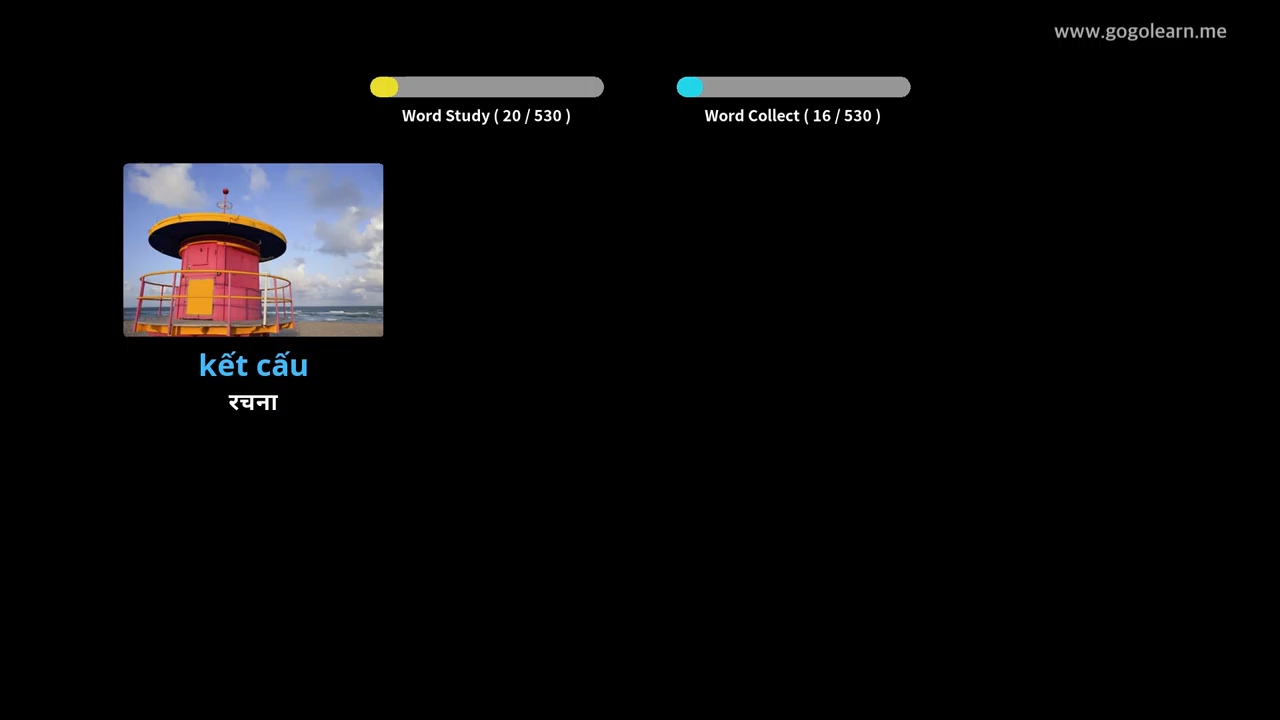 www.gogolearn.me
Word Study ( 20 / 530 )
Word Collect ( 16 / 530 )
kết cấu
रचना